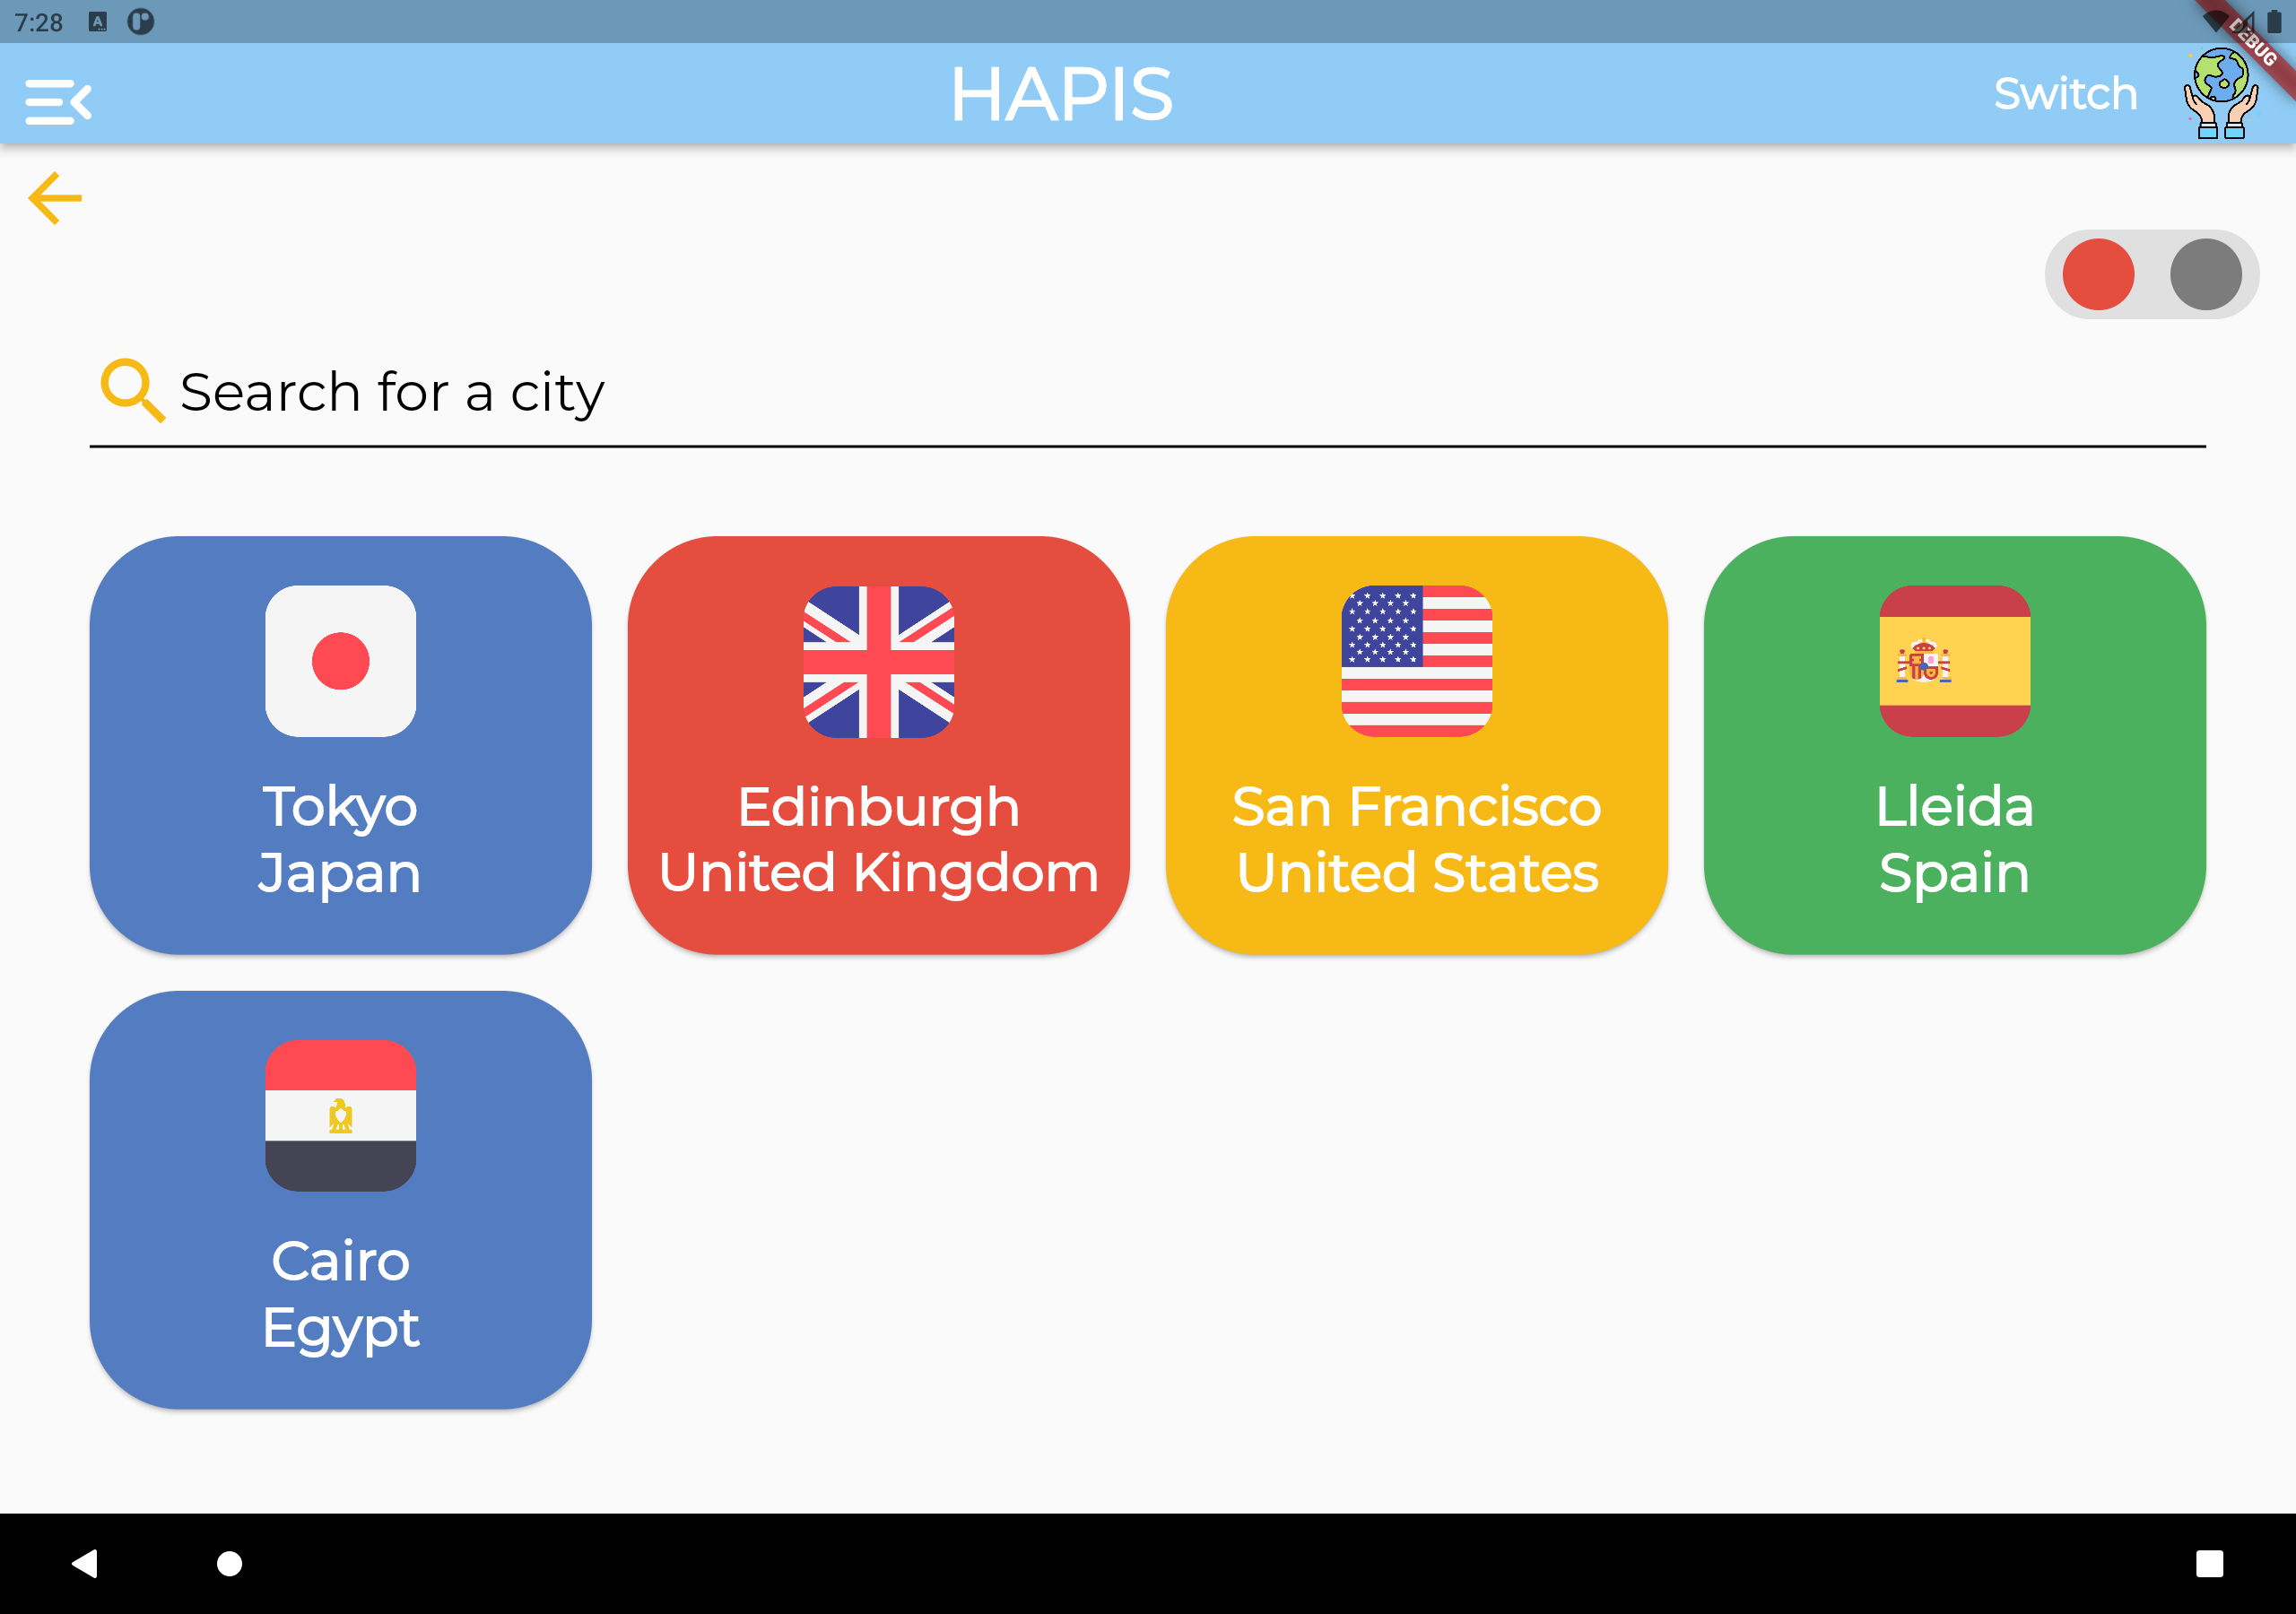 7:28
A
DEBUG
HAPIS
Switch
Search for a city
Tokyo
Japan
Edinburgh
United Kingdom
San Francisco
United States
Lleida
Spain
Cairo
Egypt